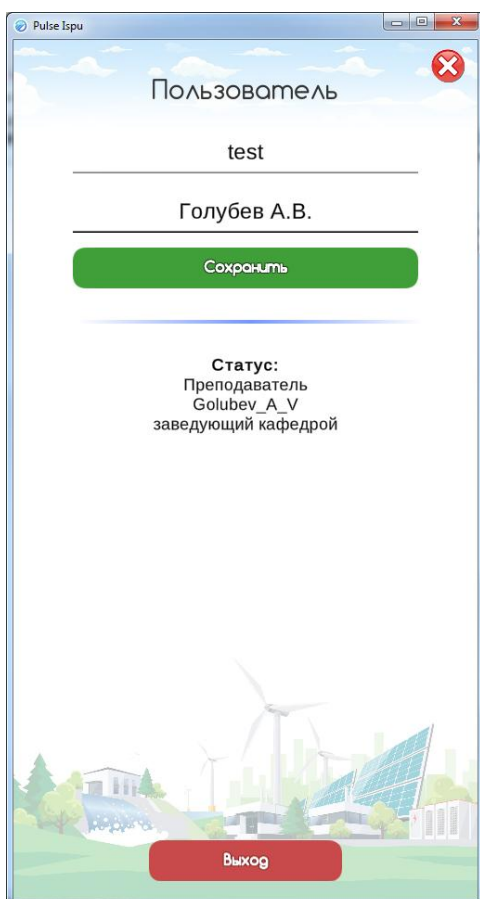 Pulse Ispu
Пользователь
test
Голубев А.В.
Сохранить
Статус:
Преподаватель
Golubev_A_V
заведующий кафедрой
Выход